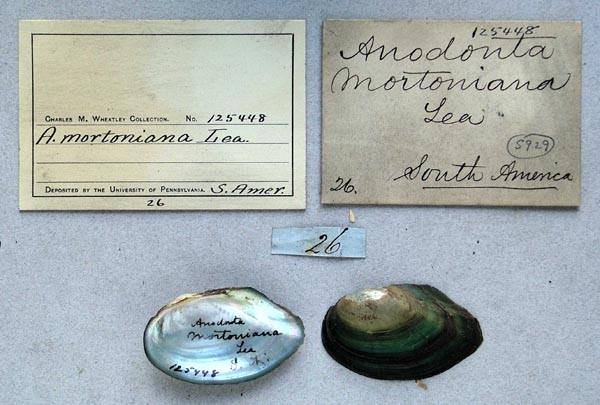 CHARLES M. WHEATLEY COLLECTION. No. 125448
A. mortoniana Lea.
DEPOSITED BY THE UNIVERSITY OF PENNSYLVANIA. S. Amer.
26
125448
Anodonta
Mortoniana
Lea
5929
South America
26.
26
Anodonta
Mortoniana
Lea
125448